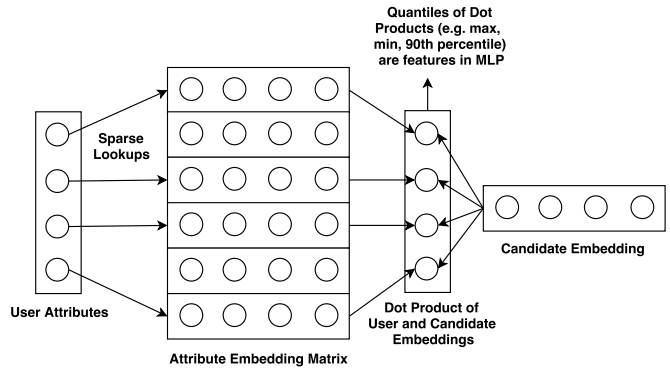 Quantiles of Dot
Products (e.g. max,
min, 90th percentile)
are features in MLP
Sparse
Lookups
User Attributes
Attribute Embedding Matrix
Dot Product of
User and Candidate
Embeddings
Candidate Embedding